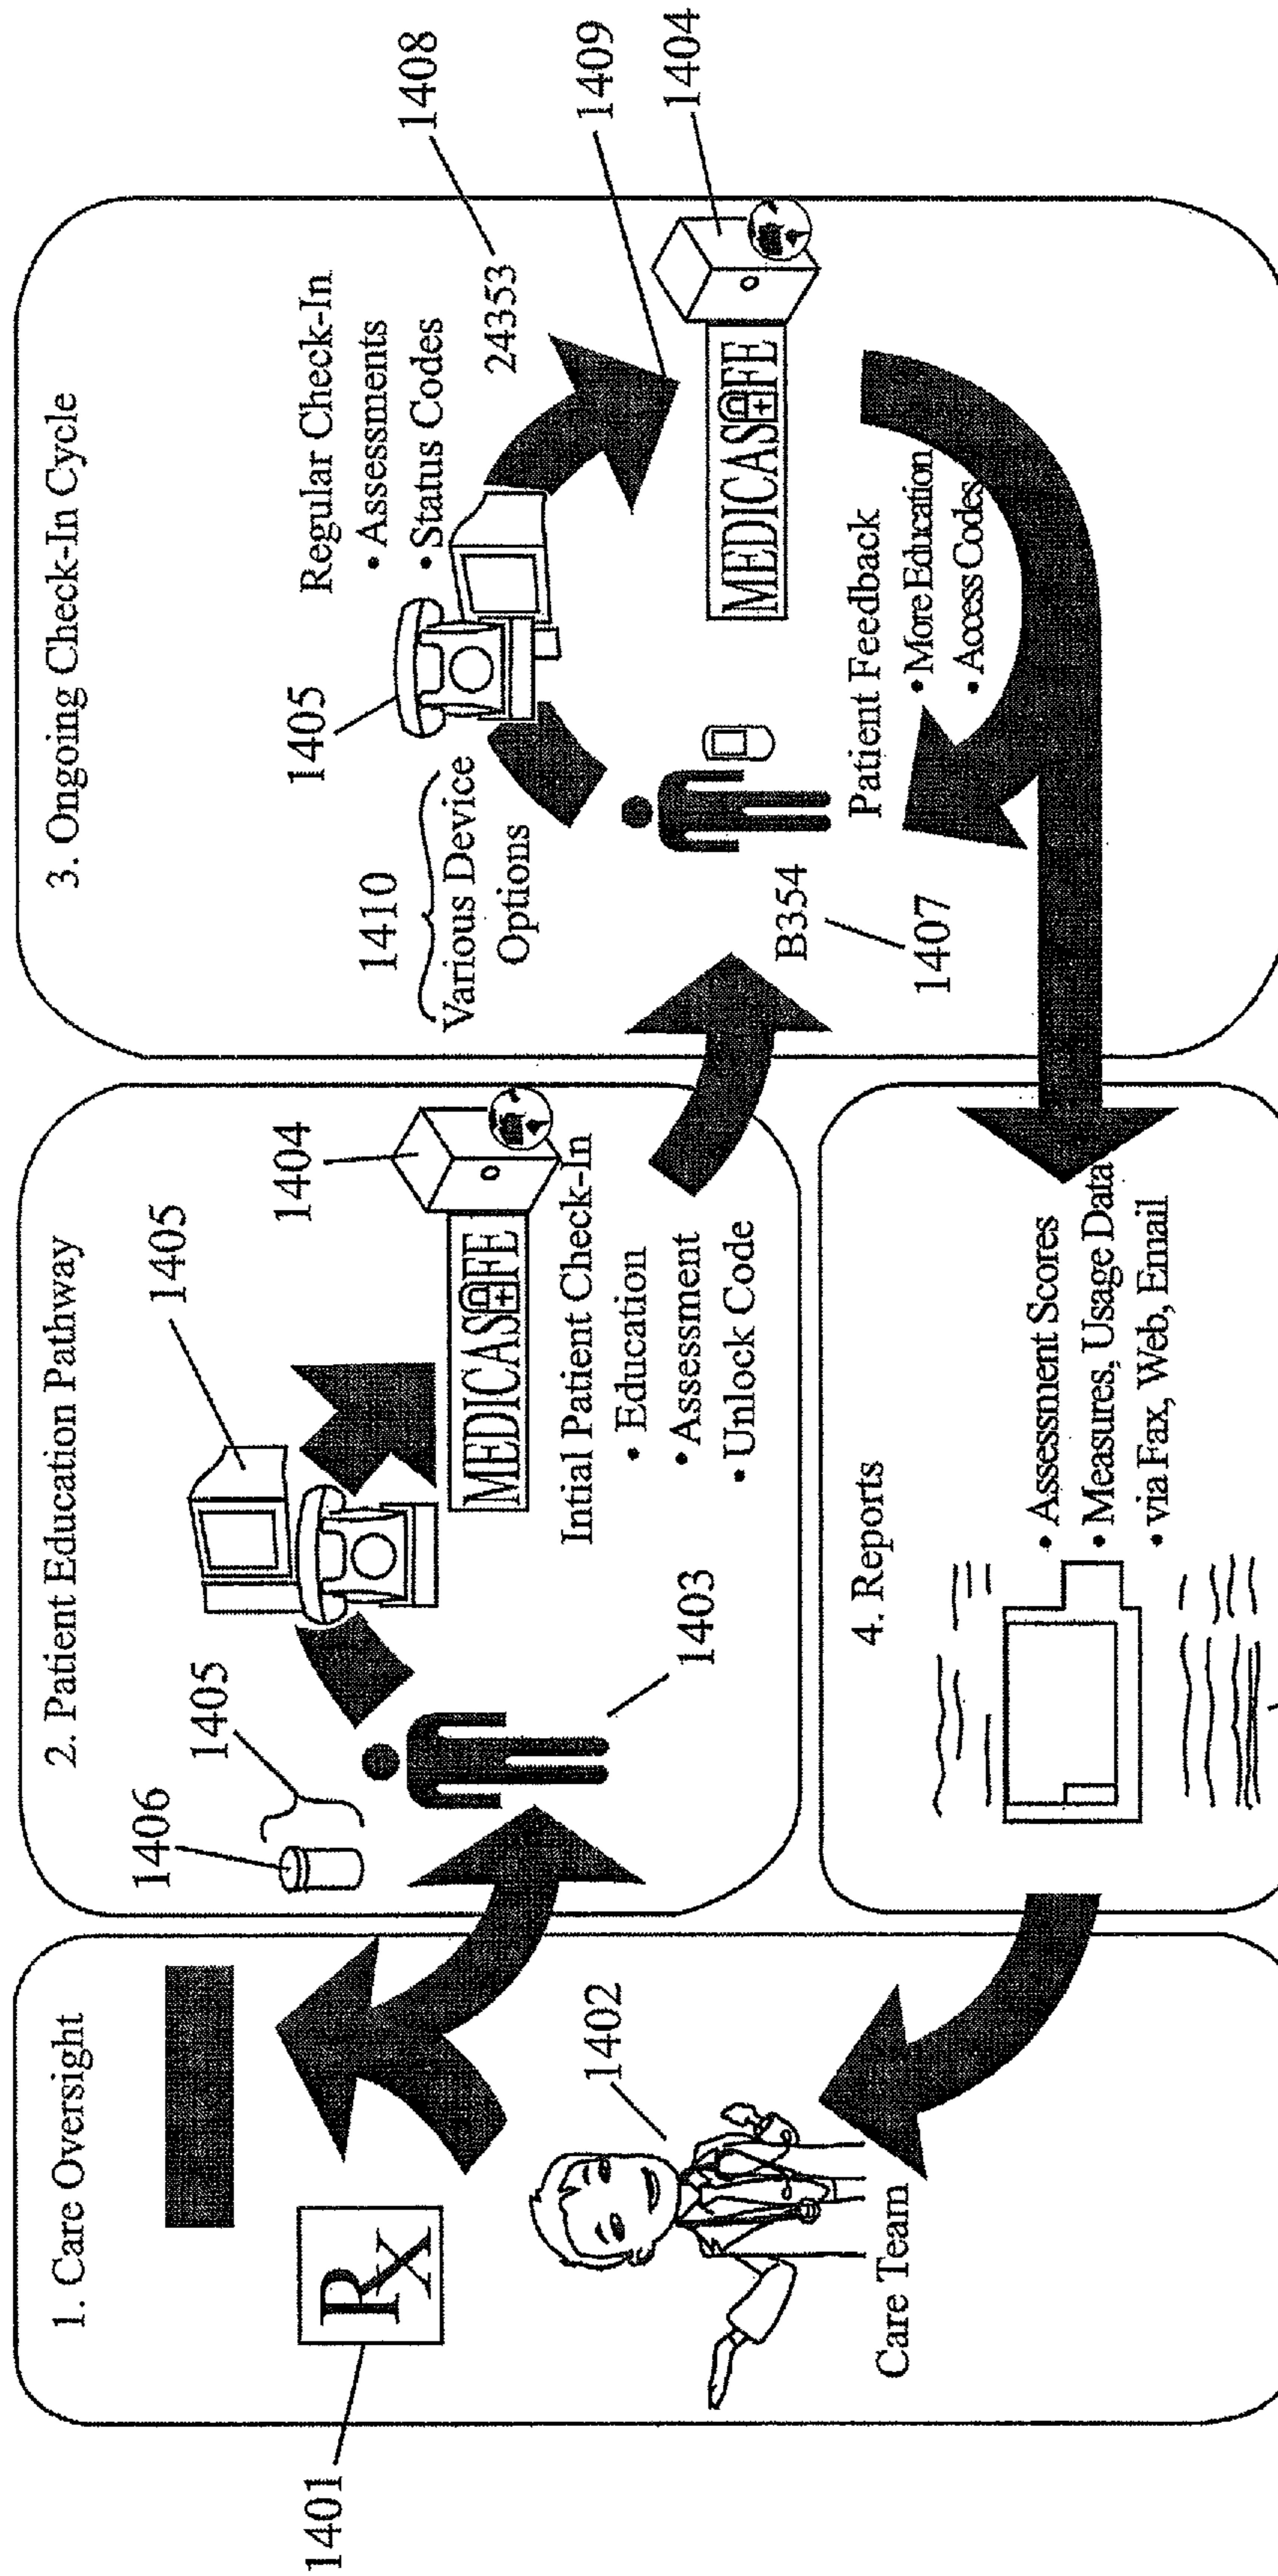 1. Care Oversight
1401
Rx
1402
Care Team
2. Patient Education Pathway
1406
1405
1405
1404
MEDICASAFE
Intial Patient Check-In
• Education
• Assessment
• Unlock Code
1403
3. Ongoing Check-In Cycle
1410
Various Device
Options
1405
Regular Check-In
• Assessments
• Status Codes
24353
1408
1409
1404
MEDICASAFE
B354
1407
Patient Feedback
• More Education
• Access Codes
4. Reports
• Assessment Scores
• Measures, Usage Data
• via Fax, Web, Email